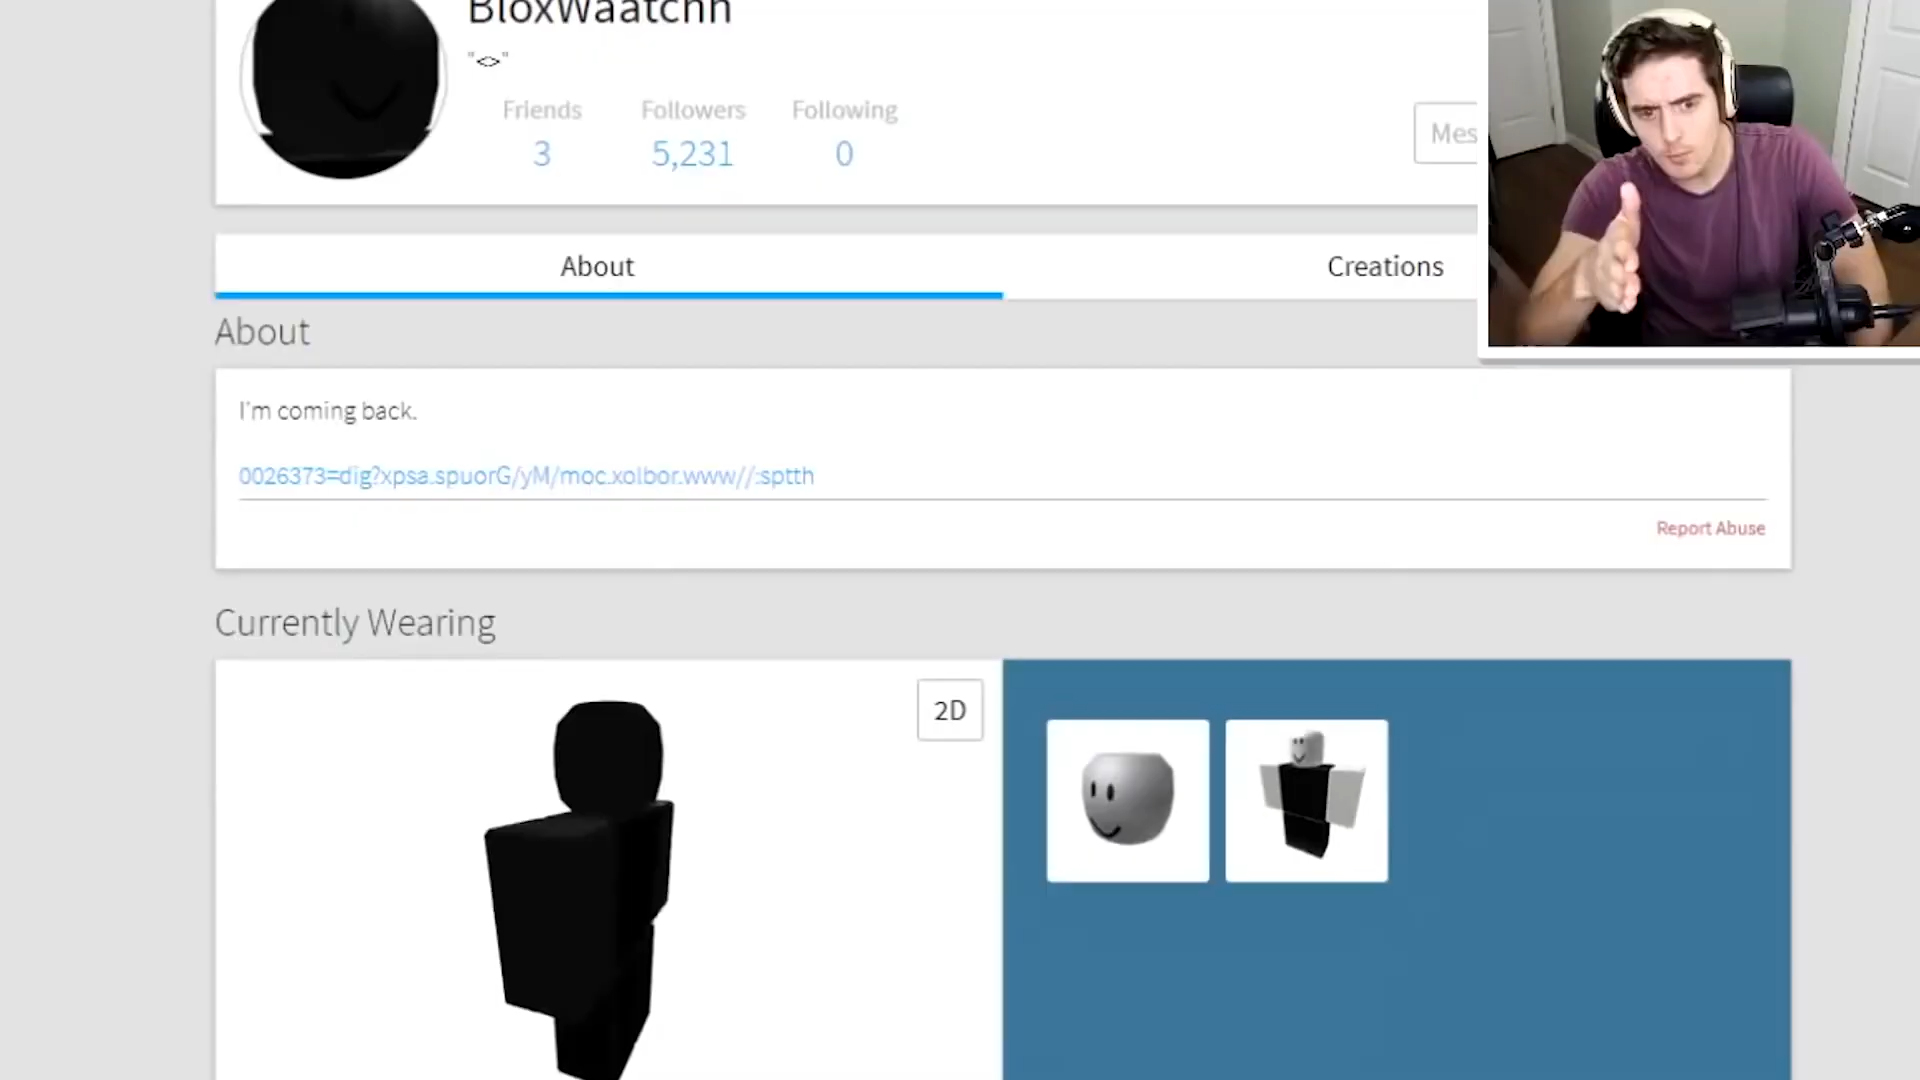 BloxWaatchh
"<>"
Friends Followers Following
3 5,231 0
Mes
About Creations
About
I'm coming back.
0026373=dig?xpsa.spuorG/yM/moc.xolbor.www//:sptth
Report Abuse
Currently Wearing
2D